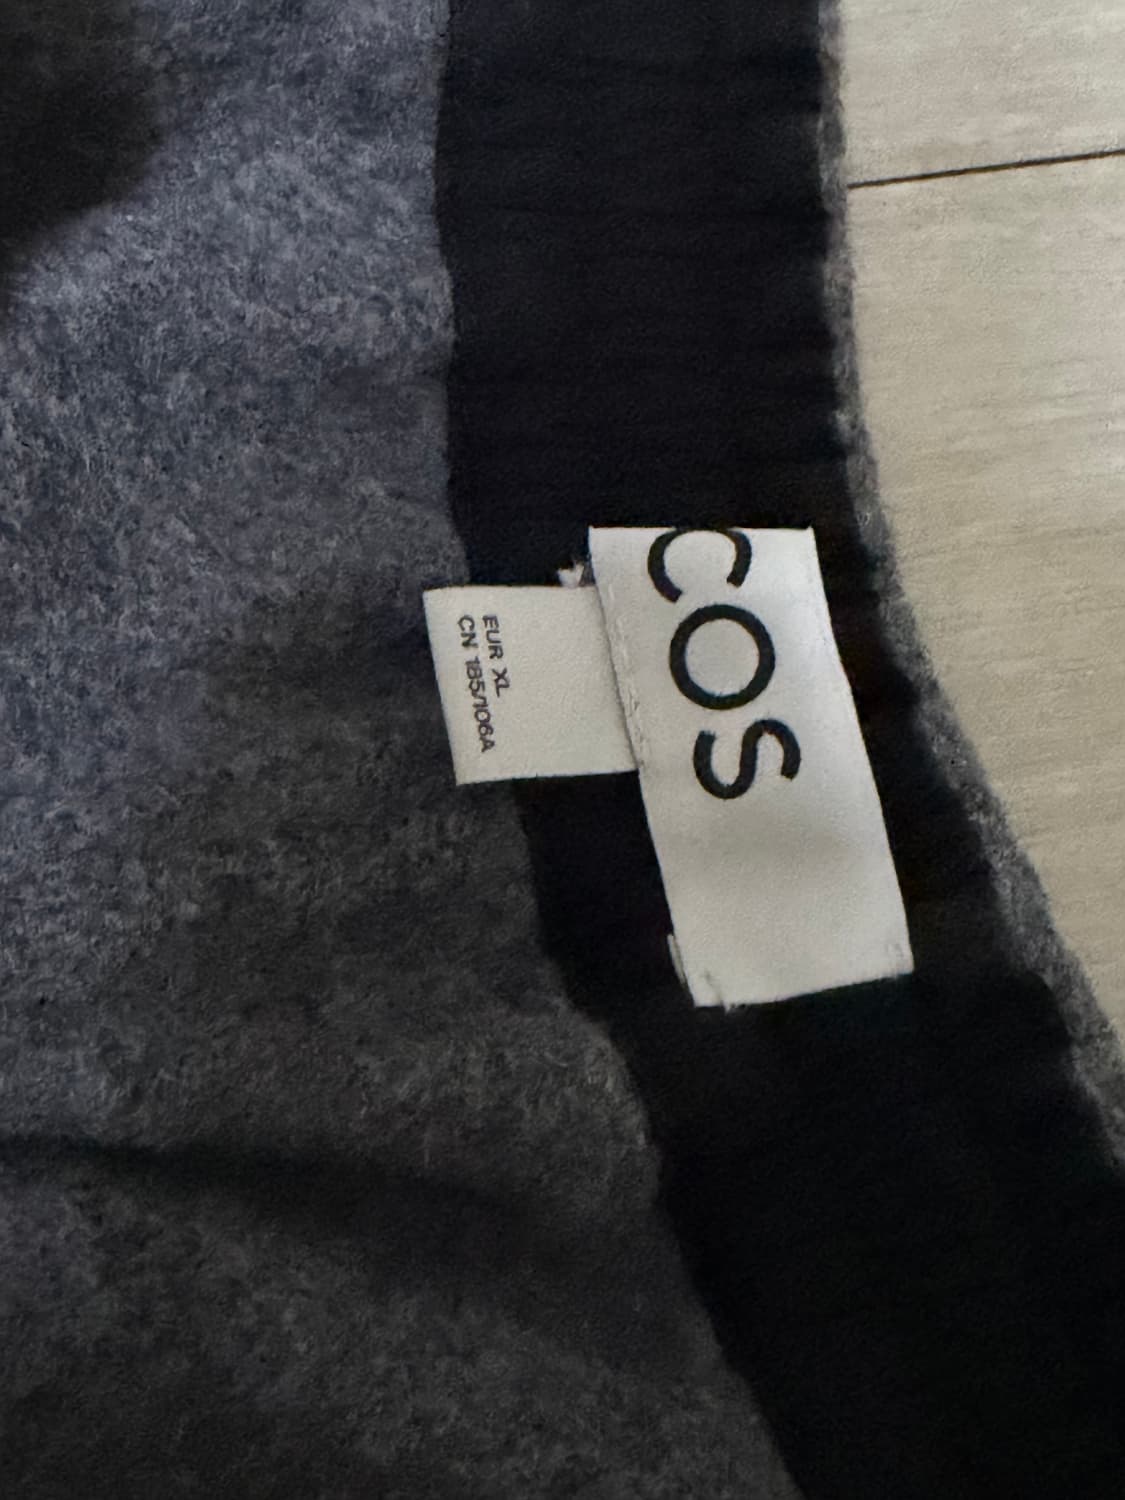 COS
EUR XL
CN 185/106A